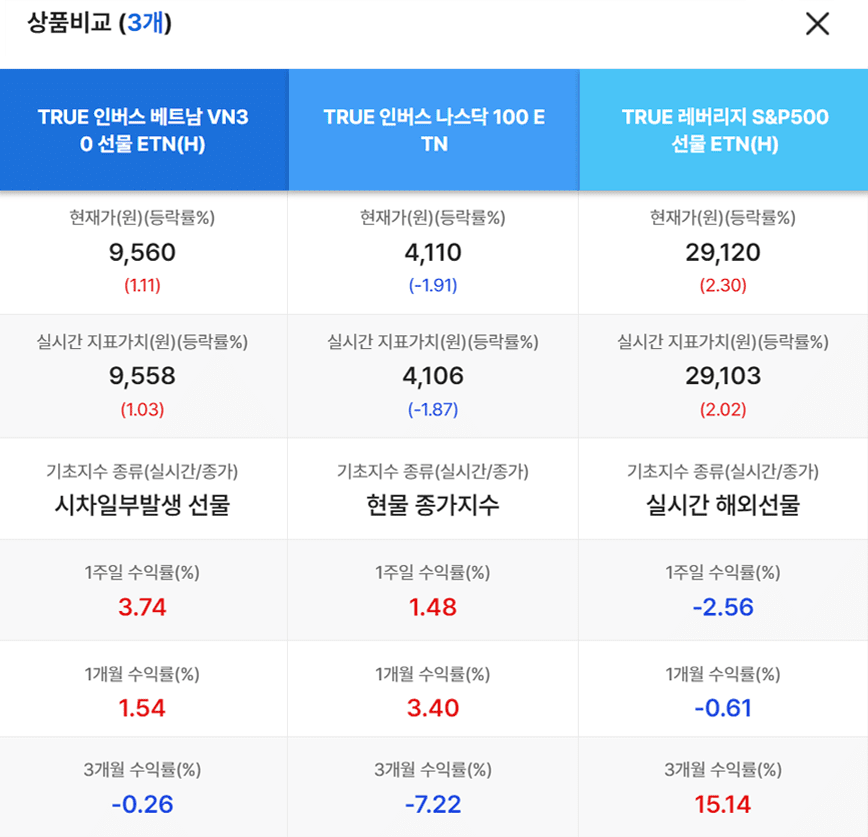 상품비교 (3개)
TRUE 인버스 베트남 VN3
0 선물 ETN(H)
TRUE 인버스 나스닥 100 E
TN
TRUE 레버리지 S&P500
선물 ETN(H)
현재가(원)(등락률%)
9,560
(1.11)
현재가(원)(등락률%)
4,110
(-1.91)
현재가(원)(등락률%)
29,120
(2.30)
실시간 지표가치(원)(등락률%)
9,558
(1.03)
실시간 지표가치(원)(등락률%)
4,106
(-1.87)
실시간 지표가치(원)(등락률%)
29,103
(2.02)
기초지수 종류(실시간/종가)
시차일부발생 선물
기초지수 종류(실시간/종가)
현물 종가지수
기초지수 종류(실시간/종가)
실시간 해외선물
1주일 수익률(%)
3.74
1주일 수익률(%)
1.48
1주일 수익률(%)
-2.56
1개월 수익률(%)
1.54
1개월 수익률(%)
3.40
1개월 수익률(%)
-0.61
3개월 수익률(%)
-0.26
3개월 수익률(%)
-7.22
3개월 수익률(%)
15.14